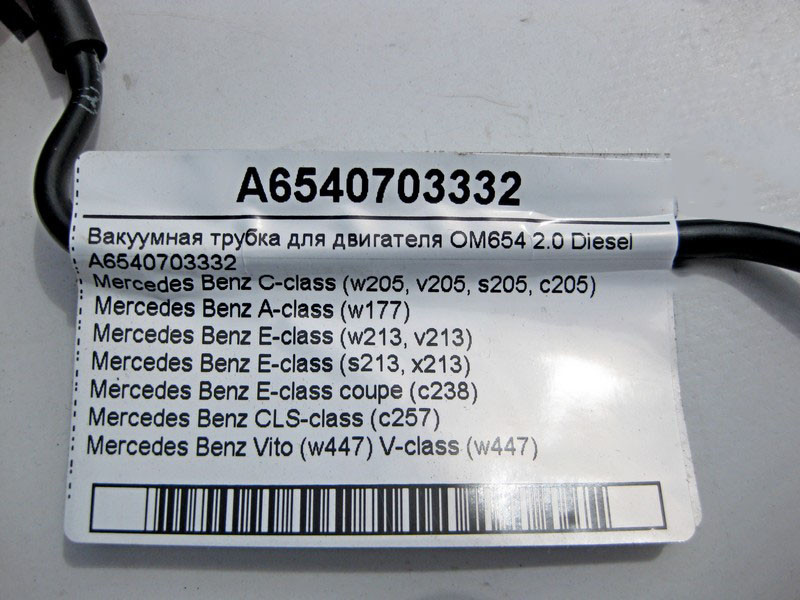 A6540703332
Вакуумная трубка для двигателя OM654 2.0 Diesel
A6540703332
Mercedes Benz C-class (w205, v205, s205, c205)
Mercedes Benz A-class (w177)
Mercedes Benz E-class (w213, v213)
Mercedes Benz E-class (s213, x213)
Mercedes Benz E-class coupe (c238)
Mercedes Benz CLS-class (c257)
Mercedes Benz Vito (w447) V-class (w447)